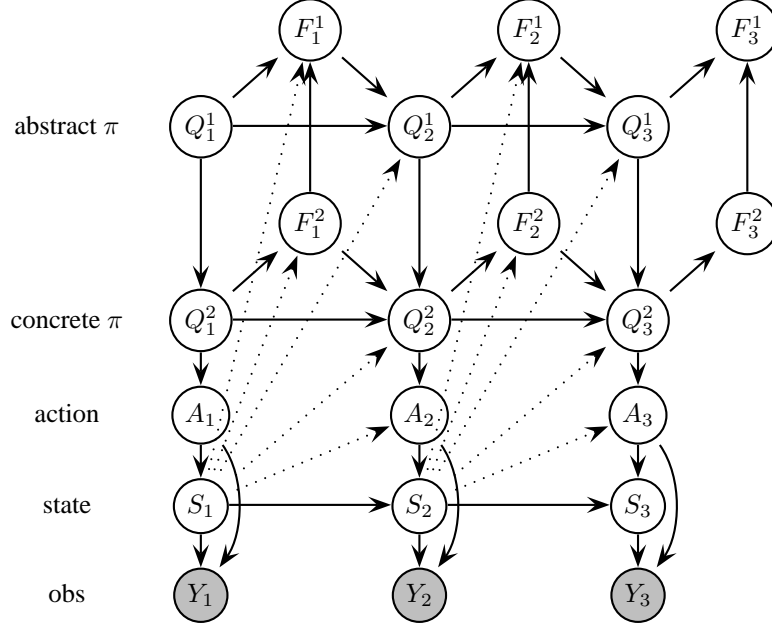 F_1^1 F_2^1 F_3^1
abstract π Q_1^1 Q_2^1 Q_3^1
F_1^2 F_2^2 F_3^2
concrete π Q_1^2 Q_2^2 Q_3^2
action A_1 A_2 A_3
state S_1 S_2 S_3
obs Y_1 Y_2 Y_3